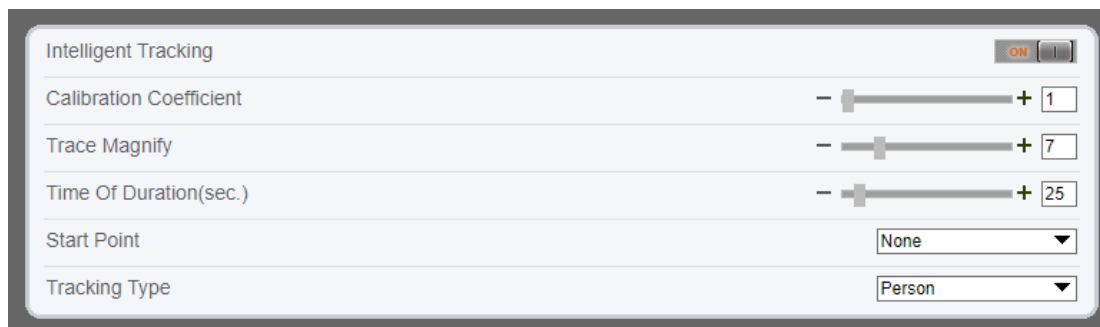 Intelligent Tracking ON
Calibration Coefficient − + 1
Trace Magnify − + 7
Time Of Duration(sec.) − + 25
Start Point None
Tracking Type Person